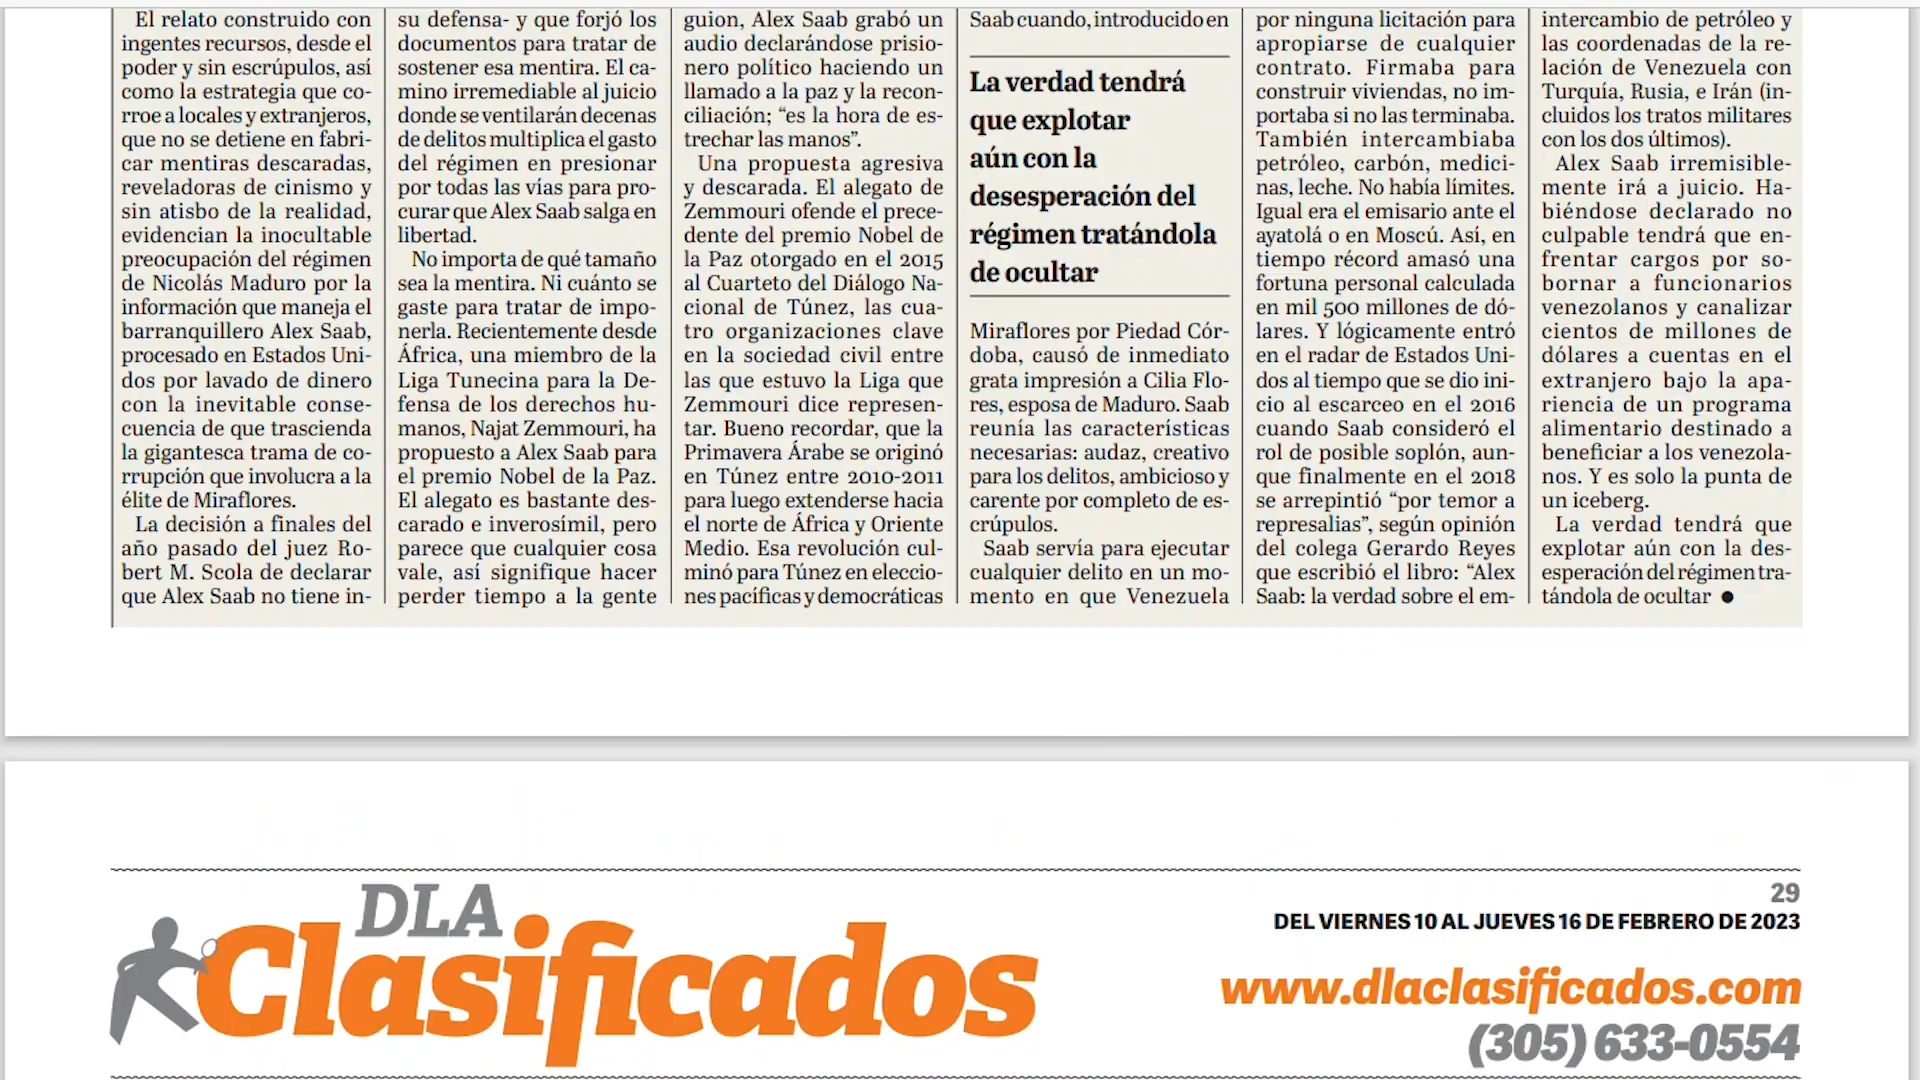 El relato construido con
ingentes recursos, desde el
poder y sin escrúpulos, así
como la estrategia que co-
rroe a locales y extranjeros,
que no se detiene en fabri-
car mentiras descaradas,
reveladoras de cinismo y
sin atisbo de la realidad,
evidencian la inocultable
preocupación del régimen
de Nicolás Maduro por la
información que maneja el
barranquillero Alex Saab,
procesado en Estados Uni-
dos por lavado de dinero
con la inevitable conse-
cuencia de que trascienda
la gigantesca trama de co-
rrupción que involucra a la
élite de Miraflores.
La decisión a finales del
año pasado del juez Ro-
bert M. Scola de declarar
que Alex Saab no tiene in-
su defensa- y que forjó los
documentos para tratar de
sostener esa mentira. El ca-
mino irremediable al juicio
donde se ventilarán decenas
de delitos multiplica el gasto
del régimen en presionar
por todas las vías para pro-
curar que Alex Saab salga en
libertad.
No importa de qué tamaño
sea la mentira. Ni cuánto se
gaste para tratar de impo-
nerla. Recientemente desde
África, una miembro de la
Liga Tunecina para la De-
fensa de los derechos hu-
manos, Najat Zemmouri, ha
propuesto a Alex Saab para
el premio Nobel de la Paz.
El alegato es bastante des-
carado e inverosímil, pero
parece que cualquier cosa
vale, así signifique hacer
perder tiempo a la gente
guion, Alex Saab grabó un
audio declarándose prisio-
nero político haciendo un
llamado a la paz y la recon-
ciliación; “es la hora de es-
trechar las manos”.
Una propuesta agresiva
y descarada. El alegato de
Zemmouri ofende el prece-
dente del premio Nobel de
la Paz otorgado en el 2015
al Cuarteto del Diálogo Na-
cional de Túnez, las cua-
tro organizaciones clave
en la sociedad civil entre
las que estuvo la Liga que
Zemmouri dice represen-
tar. Bueno recordar, que la
Primavera Árabe se originó
en Túnez entre 2010-2011
para luego extenderse hacia
el norte de África y Oriente
Medio. Esa revolución cul-
minó para Túnez en eleccio-
nes pacíficas y democráticas
Saab cuando, introducido en
La verdad tendrá
que explotar
aún con la
desesperación del
régimen tratándola
de ocultar
Miraflores por Piedad Cór-
doba, causó de inmediato
grata impresión a Cilia Flo-
res, esposa de Maduro. Saab
reunía las características
necesarias: audaz, creativo
para los delitos, ambicioso y
carente por completo de es-
crúpulos.
Saab servía para ejecutar
cualquier delito en un mo-
mento en que Venezuela
por ninguna licitación para
apropiarse de cualquier
contrato. Firmaba para
construir viviendas, no im-
portaba si no las terminaba.
También intercambiaba
petróleo, carbón, medici-
nas, leche. No había límites.
Igual era el emisario ante el
ayatolá o en Moscú. Así, en
tiempo récord amasó una
fortuna personal calculada
en mil 500 millones de dó-
lares. Y lógicamente entró
en el radar de Estados Uni-
dos al tiempo que se dio ini-
cio al escarceo en el 2016
cuando Saab consideró el
rol de posible soplón, aun-
que finalmente en el 2018
se arrepintió “por temor a
represalias”, según opinión
del colega Gerardo Reyes
que escribió el libro: “Alex
Saab: la verdad sobre el em-
intercambio de petróleo y
las coordenadas de la re-
lación de Venezuela con
Turquía, Rusia, e Irán (in-
cluidos los tratos militares
con los dos últimos).
Alex Saab irremisible-
mente irá a juicio. Ha-
biéndose declarado no
culpable tendrá que en-
frentar cargos por so-
bornar a funcionarios
venezolanos y canalizar
cientos de millones de
dólares a cuentas en el
extranjero bajo la apa-
riencia de un programa
alimentario destinado a
beneficiar a los venezola-
nos. Y es solo la punta de
un iceberg.
La verdad tendrá que
explotar aún con la des-
esperación del régimen tra-
tándola de ocultar ●
DLA
Clasificados
29
DEL VIERNES 10 AL JUEVES 16 DE FEBRERO DE 2023
www.dlaclasificados.com
(305) 633-0554